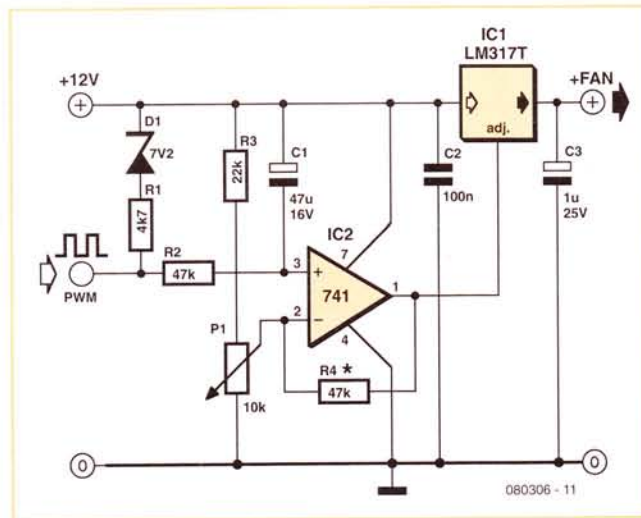 IC1
LM317T
+12V
+FAN
adj.
D1
7V2
R3
22k
C1
47u
16V
C2
100n
C3
1u
25V
R1
4k7
IC2
R2
47k
PWM
3
7
+
741
1
2
−
4
P1
10k
R4 *
47k
0
0
080306 - 11